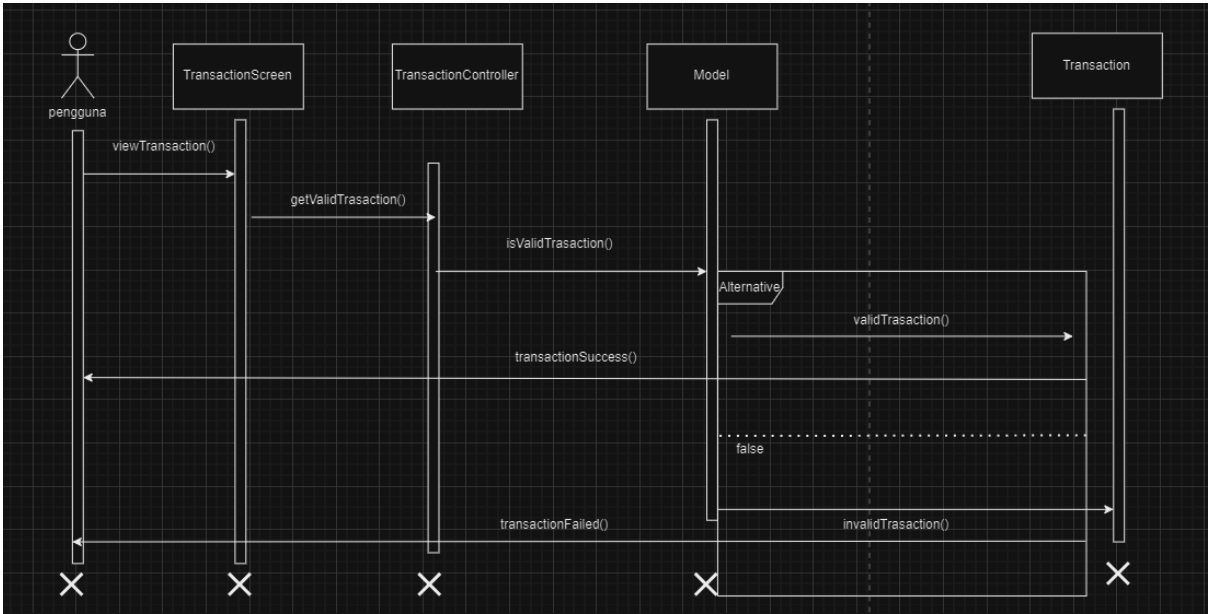 TransactionScreen
TransactionController
Model
Transaction
pengguna
viewTransaction()
getValidTrasaction()
isValidTrasaction()
Alternative
validTrasaction()
transactionSuccess()
false
transactionFailed()
invalidTrasaction()